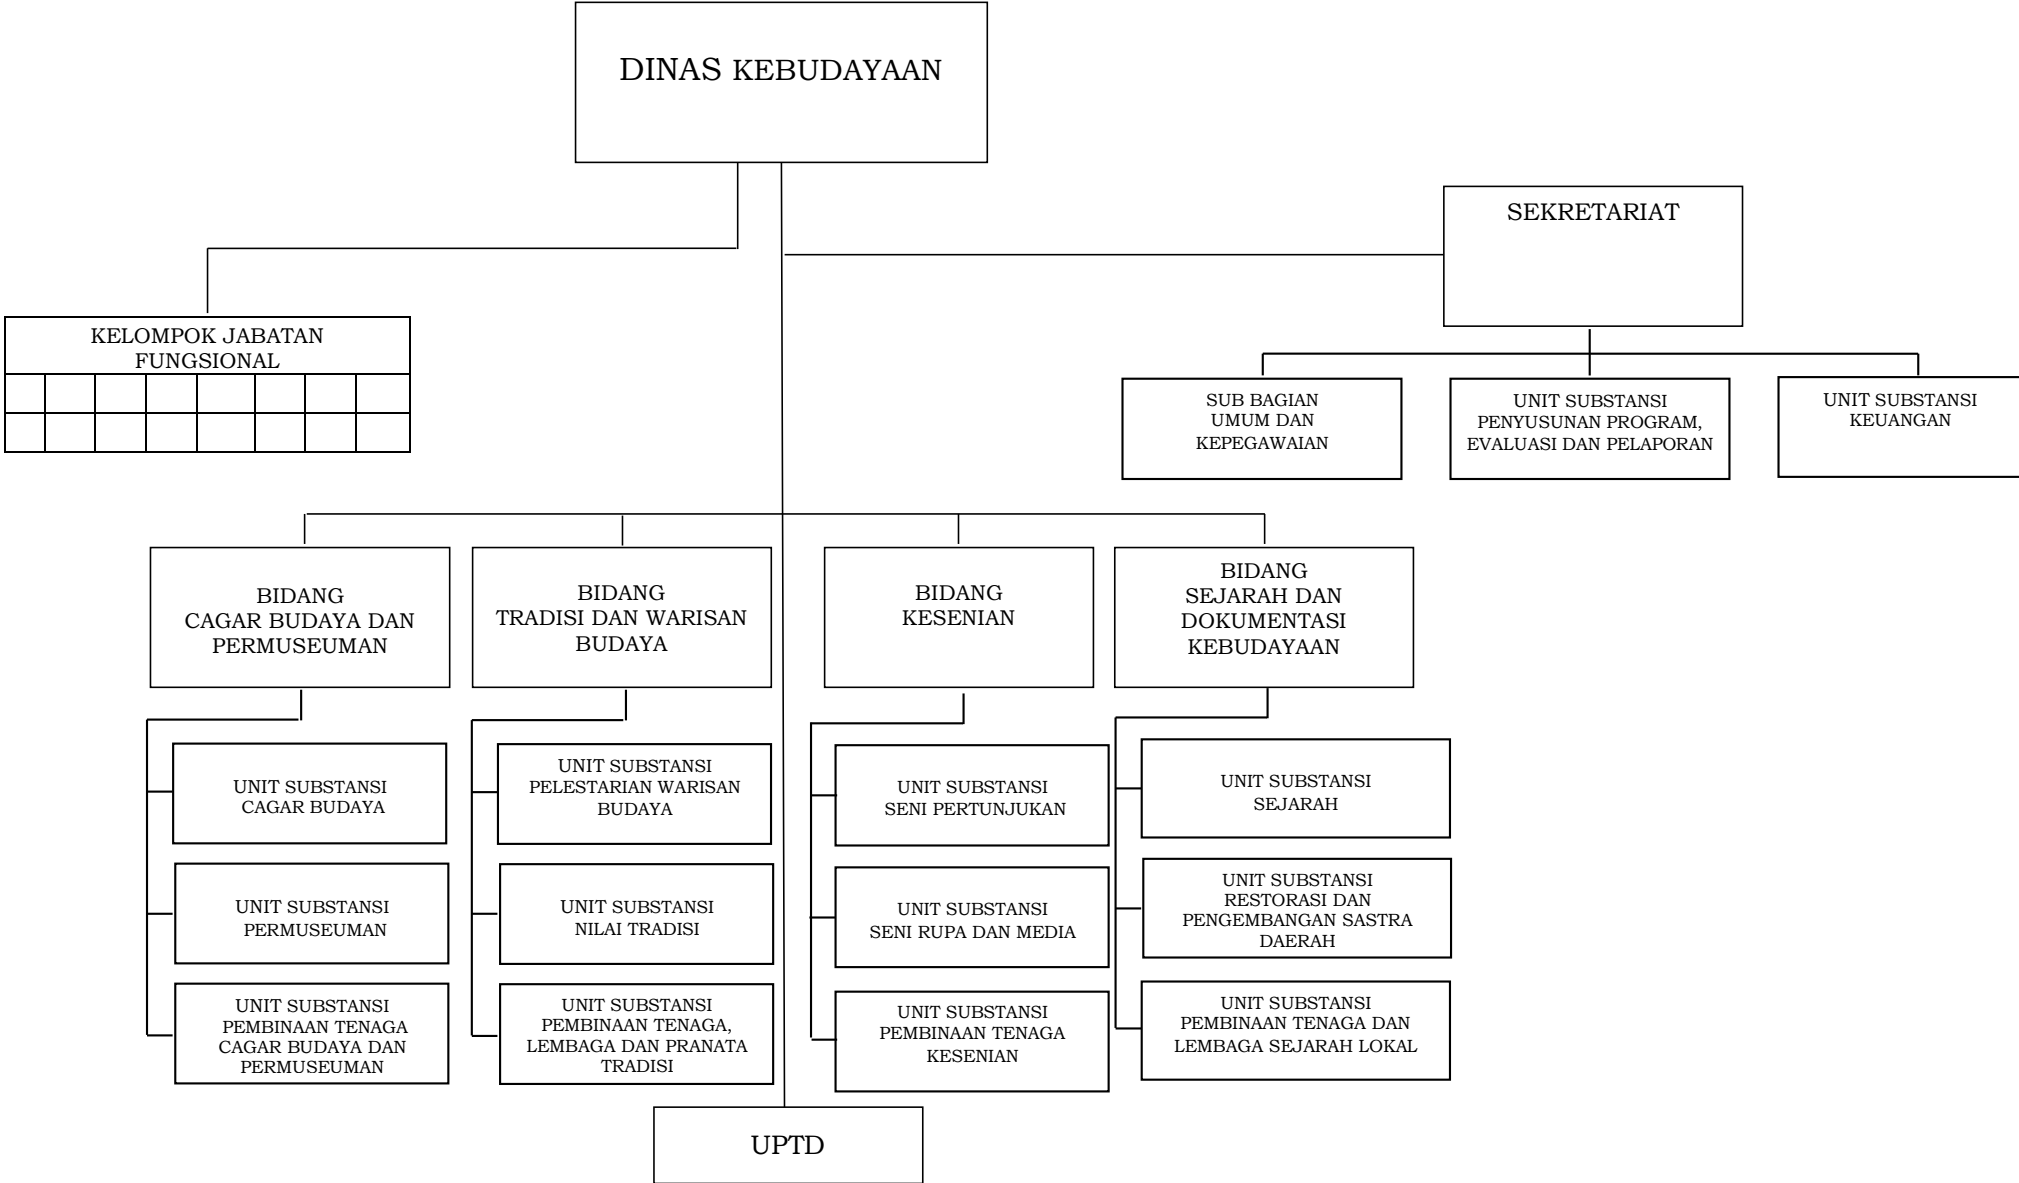 DINAS KEBUDAYAAN
SEKRETARIAT
KELOMPOK JABATAN
FUNGSIONAL
SUB BAGIAN
UMUM DAN
KEPEGAWAIAN
UNIT SUBSTANSI
PENYUSUNAN PROGRAM,
EVALUASI DAN PELAPORAN
UNIT SUBSTANSI
KEUANGAN
BIDANG
CAGAR BUDAYA DAN
PERMUSEUMAN
BIDANG
TRADISI DAN WARISAN
BUDAYA
BIDANG
KESENIAN
BIDANG
SEJARAH DAN
DOKUMENTASI
KEBUDAYAAN
UNIT SUBSTANSI
CAGAR BUDAYA
UNIT SUBSTANSI
PERMUSEUMAN
UNIT SUBSTANSI
PEMBINAAN TENAGA
CAGAR BUDAYA DAN
PERMUSEUMAN
UNIT SUBSTANSI
PELESTARIAN WARISAN
BUDAYA
UNIT SUBSTANSI
NILAI TRADISI
UNIT SUBSTANSI
PEMBINAAN TENAGA,
LEMBAGA DAN PRANATA
TRADISI
UNIT SUBSTANSI
SENI PERTUNJUKAN
UNIT SUBSTANSI
SENI RUPA DAN MEDIA
UNIT SUBSTANSI
PEMBINAAN TENAGA
KESENIAN
UNIT SUBSTANSI
SEJARAH
UNIT SUBSTANSI
RESTORASI DAN
PENGEMBANGAN SASTRA
DAERAH
UNIT SUBSTANSI
PEMBINAAN TENAGA DAN
LEMBAGA SEJARAH LOKAL
UPTD